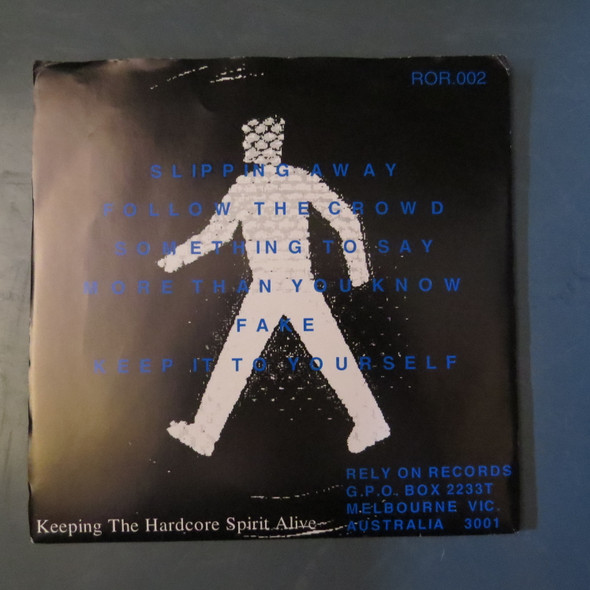 ROR.002
SLIPPING AWAY
FOLLOW THE CROWD
SOMETHING TO SAY
MORE THAN YOU KNOW
FAKE
KEEP IT TO YOURSELF
RELY ON RECORDS
G.P.O. BOX 2233T
MELBOURNE VIC.
AUSTRALIA 3001
Keeping The Hardcore Spirit Alive